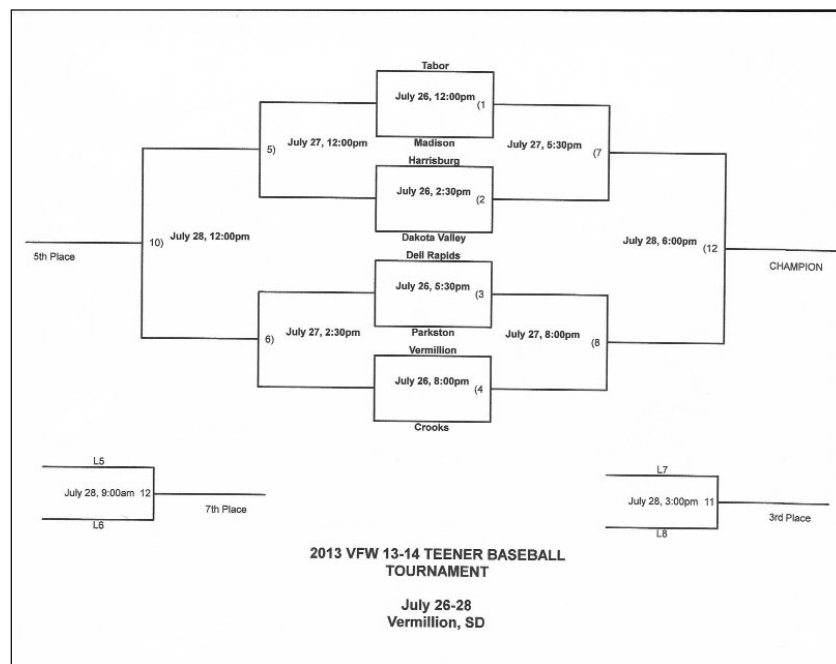 Tabor
July 26, 12:00pm (1
Madison
5) July 27, 12:00pm
July 27, 5:30pm (7
Harrisburg
July 26, 2:30pm (2
Dakota Valley
10) July 28, 12:00pm
5th Place
July 28, 6:00pm (12
CHAMPION
Dell Rapids
July 26, 5:30pm (3
Parkston
6) July 27, 2:30pm
July 27, 8:00pm (8
Vermillion
July 26, 8:00pm (4
Crooks
L5
July 28, 9:00am 12
7th Place
L6
L7
July 28, 3:00pm 11
3rd Place
L8
2013 VFW 13-14 TEENER BASEBALL
TOURNAMENT
July 26-28
Vermillion, SD